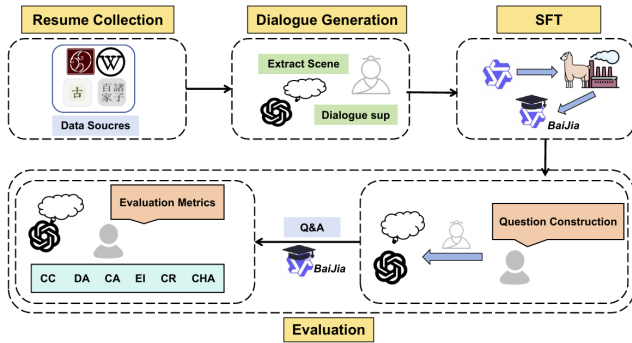 Resume Collection
Dialogue Generation
SFT
W
古
百諸
家子
Data Soucres
Extract Scene
Dialogue sup
BaiJia
Evaluation Metrics
CC DA CA EI CR CHA
Q&A
BaiJia
Question Construction
Evaluation